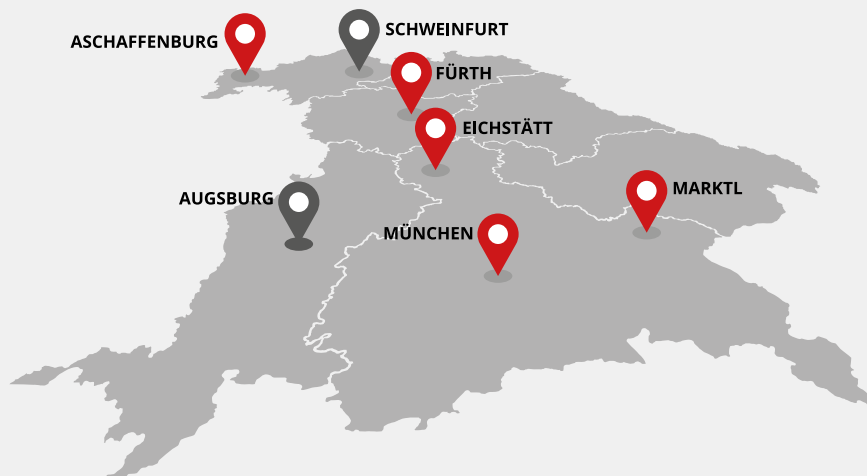 SCHWEINFURT
ASCHAFFENBURG
FÜRTH
EICHSTÄTT
MARKTL
AUGSBURG
MÜNCHEN